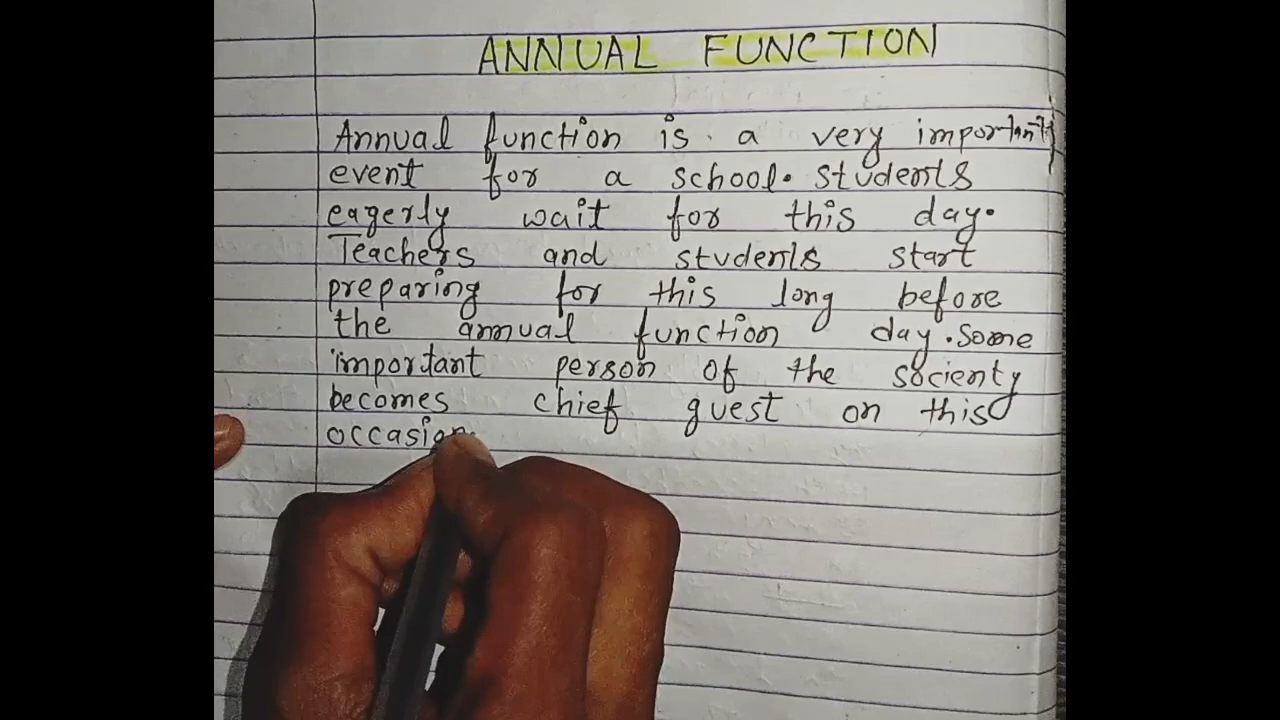 ANNUAL FUNCTION
Annual function is a very important
event for a school. students
eagerly wait for this day.
Teachers and students start
preparing for this long before
the annual function day. Some
important person of the socienty
becomes chief guest on this
occasion